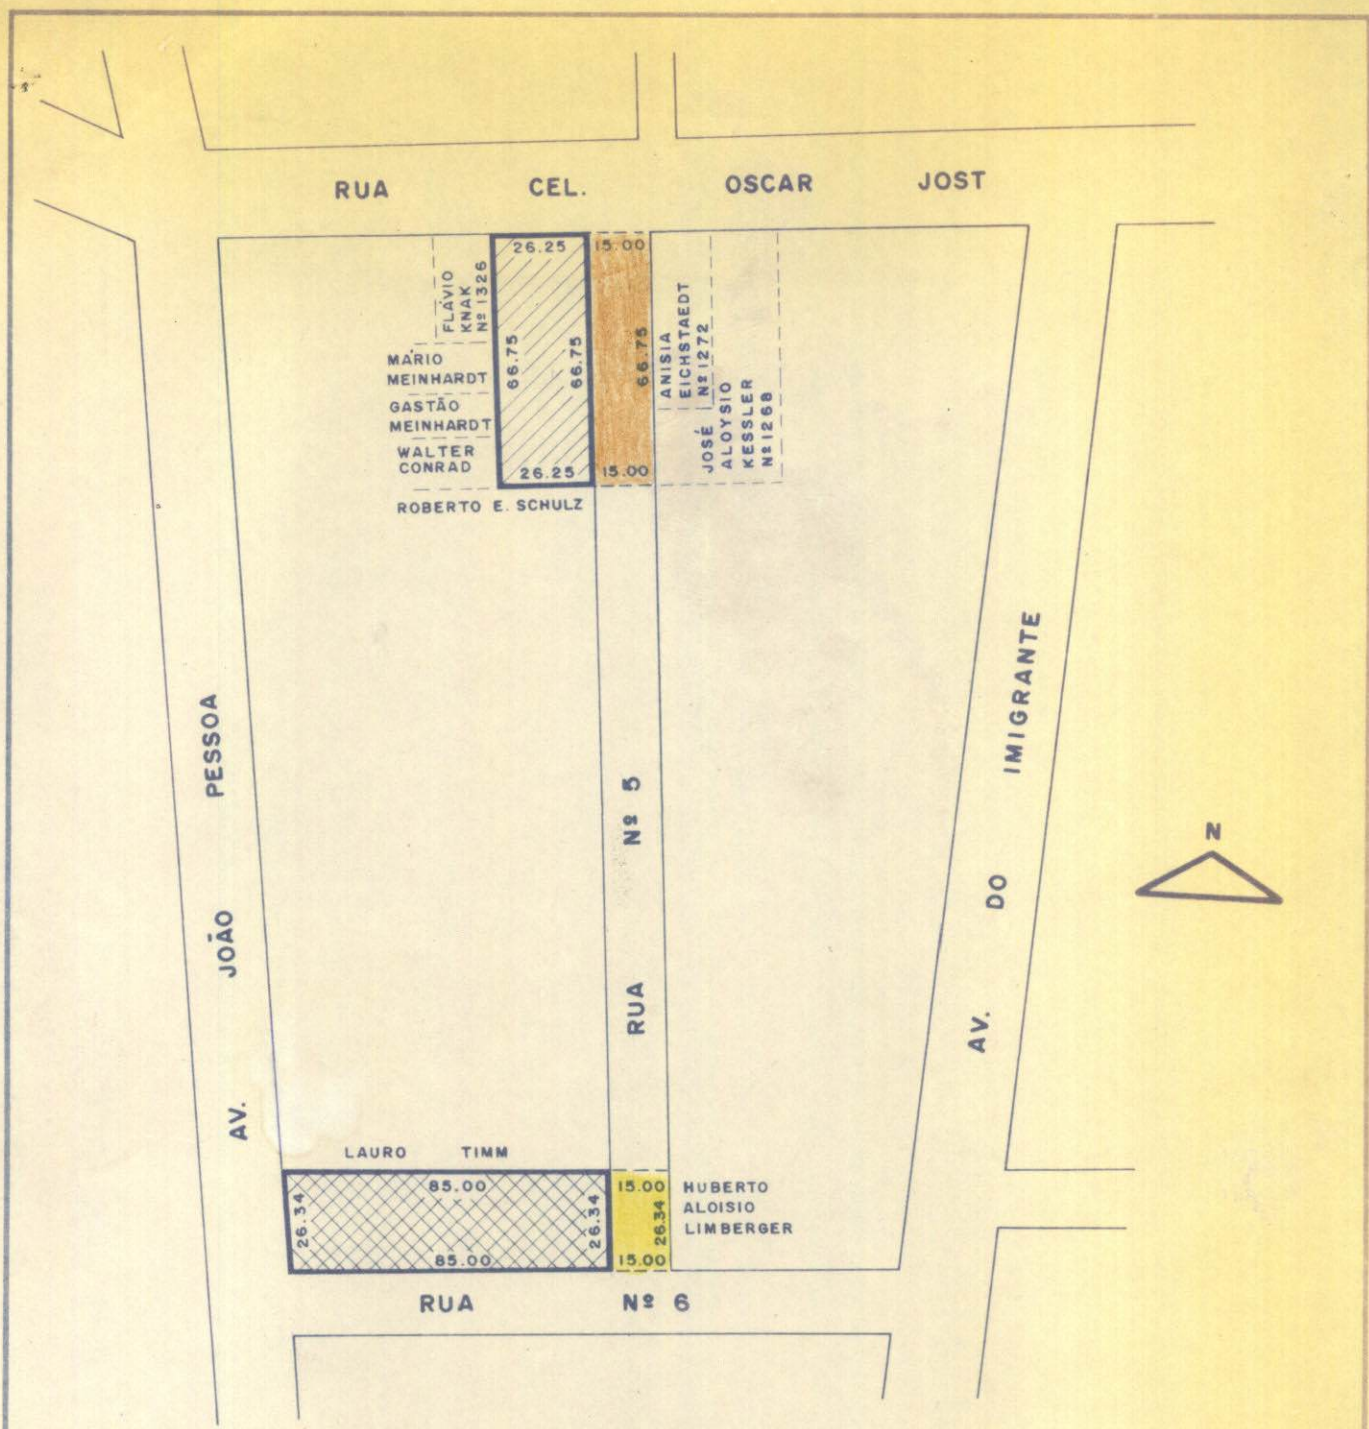 RUA CEL. OSCAR JOST
26.25
15.00
FLÁVIO
KNAK
Nº 1326
66.75
66.75
66.75
ANISIA
EICHSTAEDT
Nº 1272
MÁRIO
MEINHARDT
GASTÃO
MEINHARDT
WALTER
CONRAD
JOSÉ
ALOYSIO
KESSLER
Nº 1268
26.25
15.00
ROBERTO E. SCHULZ
AV. JOÃO PESSOA
RUA Nº 5
AV. DO IMIGRANTE
N
LAURO TIMM
85.00
15.00
26.34
26.34
26.34
HUBERTO
ALOISIO
LIMBERGER
85.00
15.00
RUA Nº 6